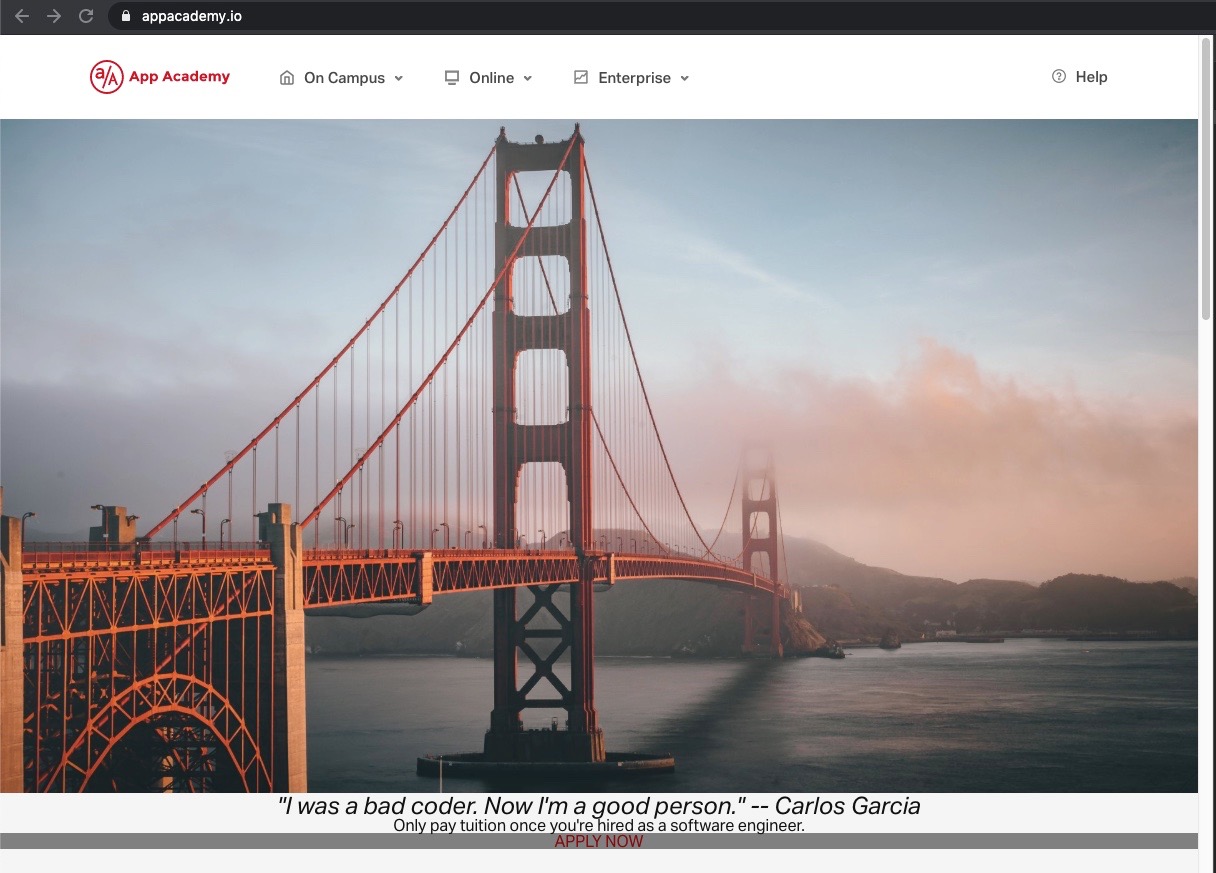 appacademy.io
a/A App Academy On Campus Online Enterprise Help
"I was a bad coder. Now I'm a good person." -- Carlos Garcia
Only pay tuition once you're hired as a software engineer.
APPLY NOW